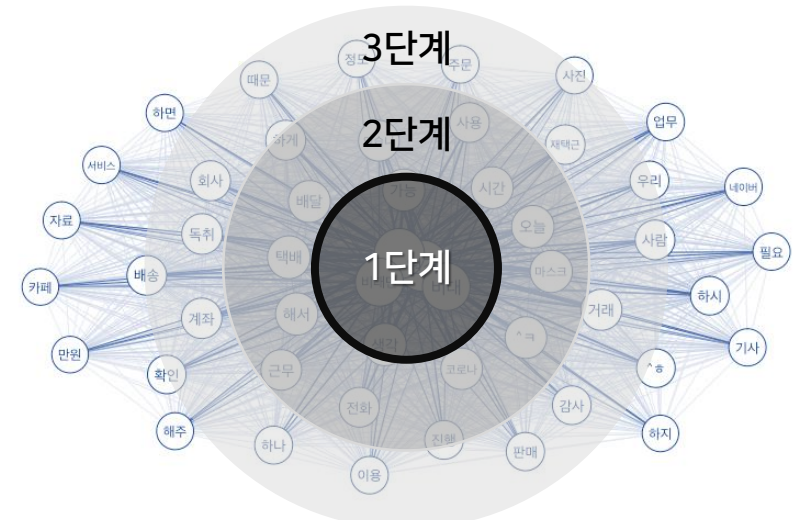 3단계
정도
주문
때문
사진
하면
2단계
사용
업무
하게
재택근
서비스
회사
가능
시간
우리
네이버
배달
자료
독취
오늘
사람
택배
1단계
필요
배송
마스크
카페
하시
해서
거래
계좌
생각
^ㅋ
기사
만원
확인
근무
코로나
^ㅎ
전화
감사
해주
하나
진행
판매
하지
이용